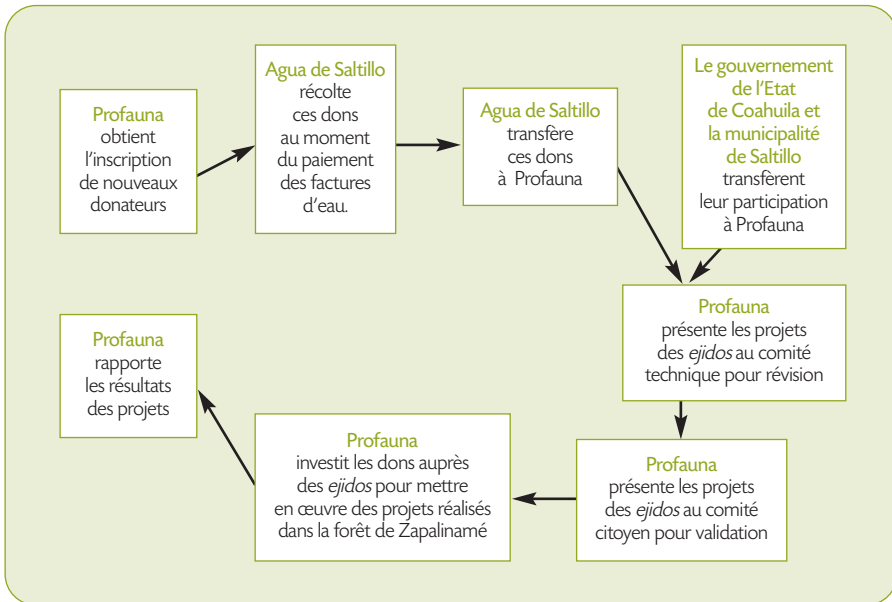 Profauna
obtient
l'inscription
de nouveaux
donateurs
Agua de Saltillo
récolte
ces dons
au moment
du paiement
des factures
d'eau.
Agua de Saltillo
transfère
ces dons
à Profauna
Le gouvernement
de l'Etat
de Coahuila et
la municipalité
de Saltillo
transfèrent
leur participation
à Profauna
Profauna
présente les projets
des ejidos au comité
technique pour révision
Profauna
présente les projets
des ejidos au comité
citoyen pour validation
Profauna
investit les dons auprès
des ejidos pour mettre
en œuvre des projets réalisés
dans la forêt de Zapalinamé
Profauna
rapporte
les résultats
des projets